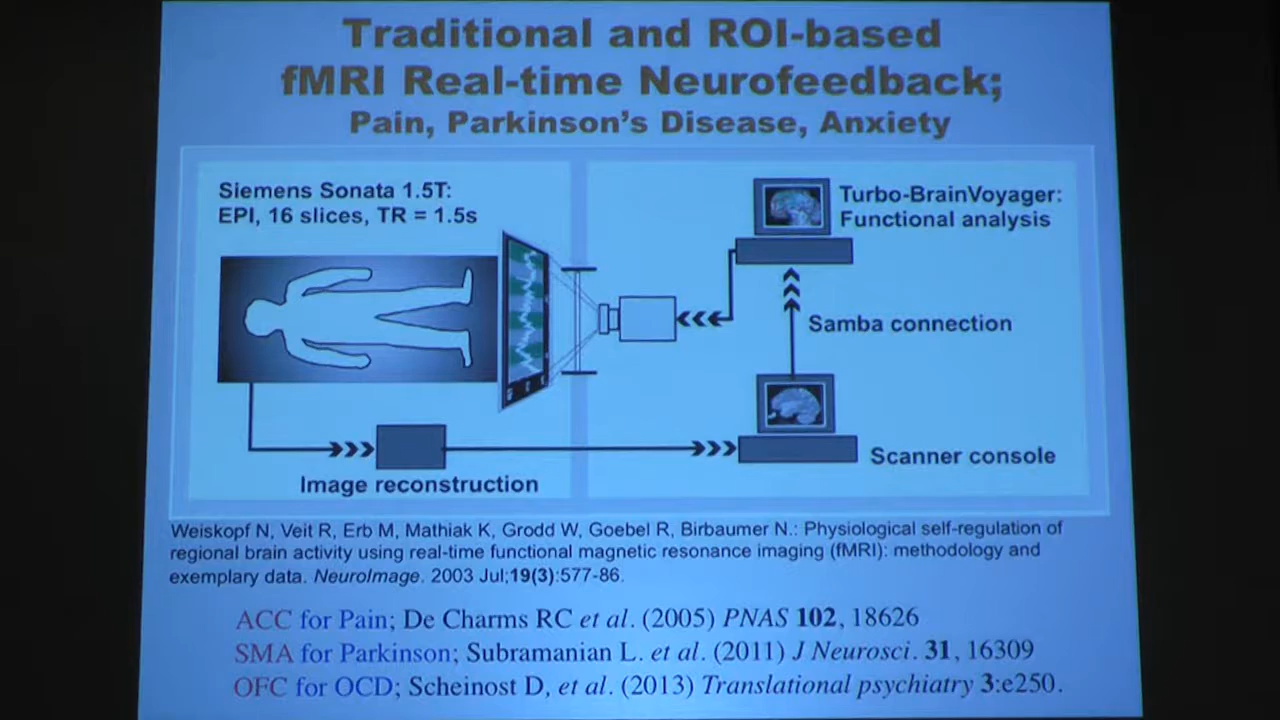 Traditional and ROI-based
fMRI Real-time Neurofeedback;
Pain, Parkinson's Disease, Anxiety
Siemens Sonata 1.5T:
EPI, 16 slices, TR = 1.5s
Turbo-BrainVoyager:
Functional analysis
Samba connection
Scanner console
Image reconstruction
Weiskopf N, Veit R, Erb M, Mathiak K, Grodd W, Goebel R, Birbaumer N.: Physiological self-regulation of
regional brain activity using real-time functional magnetic resonance imaging (fMRI): methodology and
exemplary data. NeuroImage. 2003 Jul;19(3):577-86.
ACC for Pain; De Charms RC et al. (2005) PNAS 102, 18626
SMA for Parkinson; Subramanian L. et al. (2011) J Neurosci. 31, 16309
OFC for OCD; Scheinost D, et al. (2013) Translational psychiatry 3:e250.